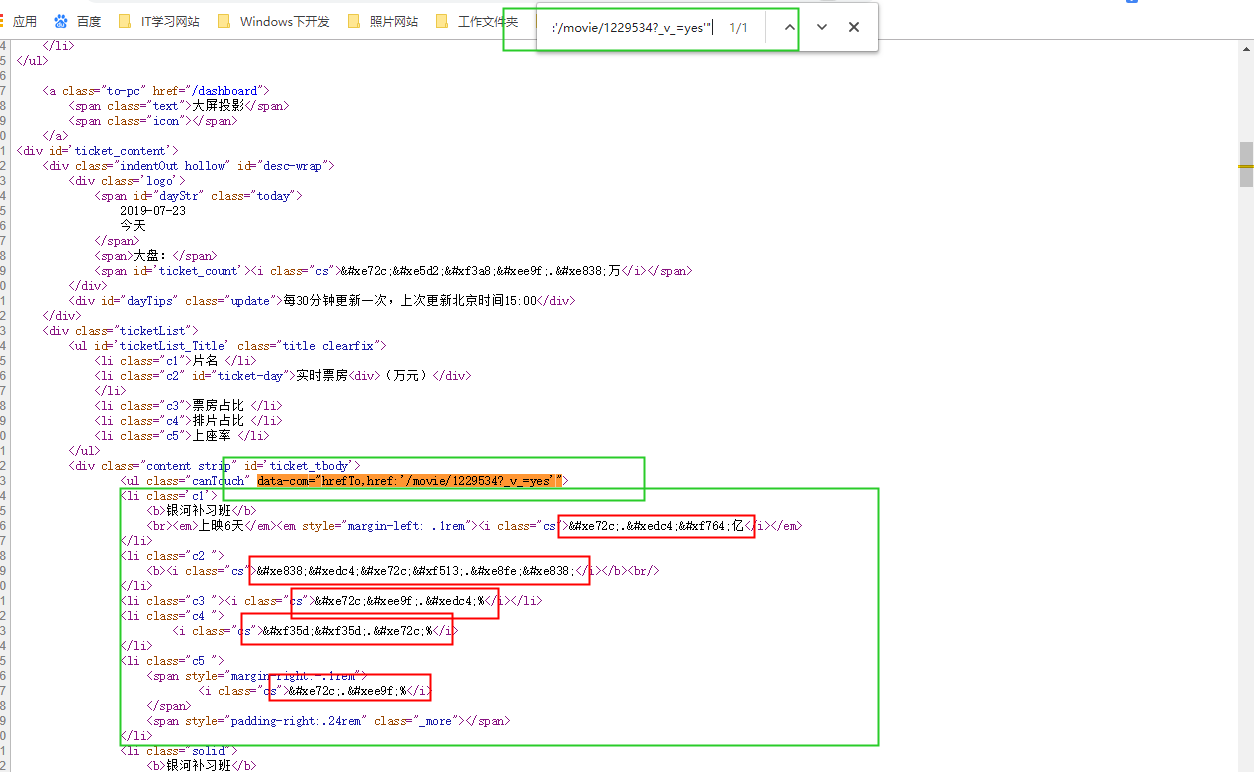 应用 百度 IT学习网站 Windows下开发 照片网站 工作文件夹
:'/movie/1229534?_v_=yes'" 1/1
4 </li>
5 </ul>
6
7 <a class="to-pc" href="/dashboard">
8 <span class="text">大屏投影</span>
9 <span class="icon"></span>
0 </a>
1 <div id='ticket_content'>
2 <div class="indentOut hollow" id="desc-wrap">
3 <div class='logo'>
4 <span id="dayStr" class="today">
5 2019-07-23
6 今天
7 </span>
8 <span>大盘：</span>
9 <span id='ticket_count'><i class="cs">&#xe72c;&#xe5d2;&#xf3a8;&#xee9f;.&#xe838;万</i></span>
0 </div>
1 <div id="dayTips" class="update">每30分钟更新一次，上次更新北京时间15:00</div>
2 </div>
3 <div class="ticketList">
4 <ul id='ticketList_Title' class="title clearfix">
5 <li class="c1">片名 </li>
6 <li class="c2" id="ticket-day">实时票房<div>（万元）</div>
7 </li>
8 <li class="c3">票房占比 </li>
9 <li class="c4">排片占比 </li>
0 <li class="c5">上座率 </li>
1 </ul>
2 <div class="content strip" id='ticket_tbody'>
3 <ul class="canTouch" data-com="hrefTo,href:'/movie/1229534?_v_=yes'">
4 <li class='c1'>
5 <b>银河补习班</b>
6 <br><em>上映6天</em><em style="margin-left: .1rem"><i class="cs">&#xe72c;.&#xedc4;&#xf764;亿</i></em>
7 </li>
8 <li class="c2 ">
9 <b><i class="cs">&#xe838;&#xedc4;&#xe72c;&#xf513;.&#xe8fe;&#xe838;</i></b><br/>
0 </li>
1 <li class="c3 "><i class="cs">&#xe72c;&#xee9f;.&#xedc4;%</i></li>
2 <li class="c4 ">
3 <i class="cs">&#xf35d;&#xf35d;.&#xe72c;%</i>
4 </li>
5 <li class="c5 ">
6 <span style="margin-right:-.1rem">
7 <i class="cs">&#xe72c;.&#xee9f;%</i>
8 </span>
9 <span style="padding-right:.24rem" class="_more"></span>
0 </li>
1 <li class="solid">
2 <b>银河补习班</b>